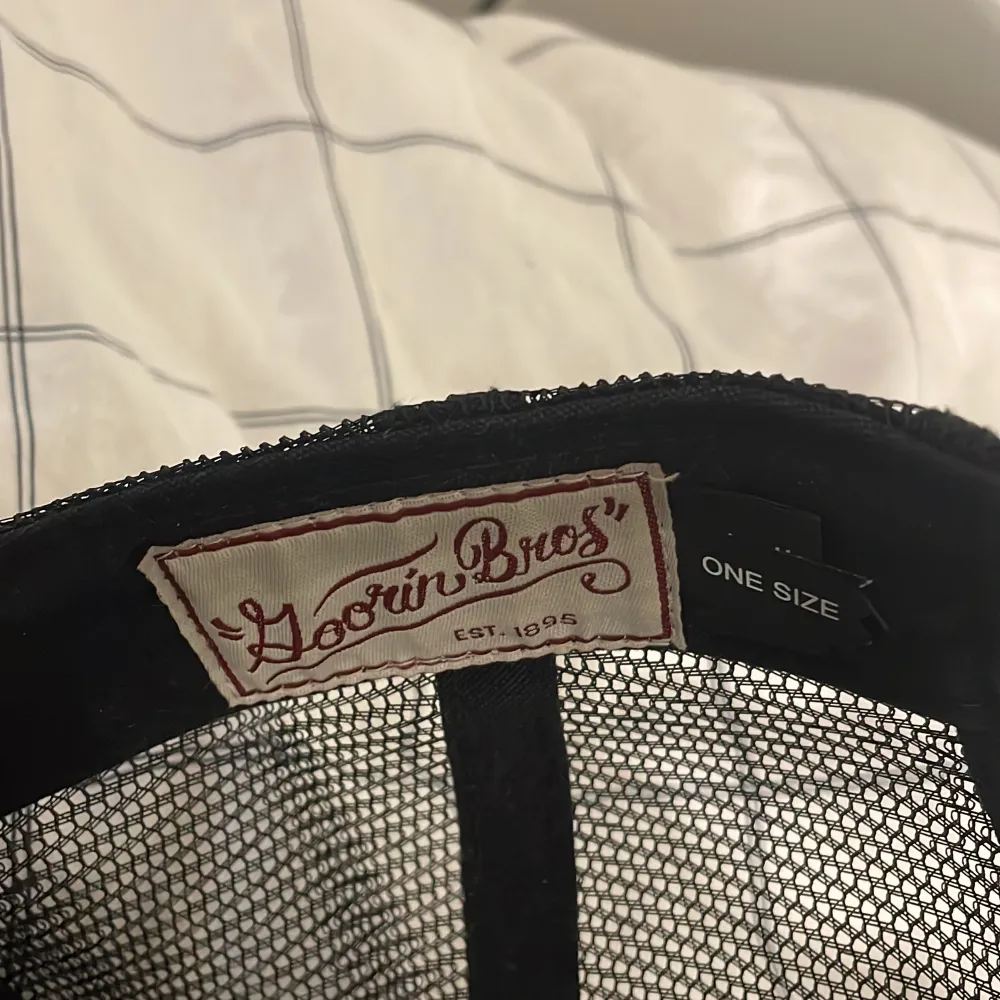 "Goorin Bros"
EST. 1895
ONE SIZE